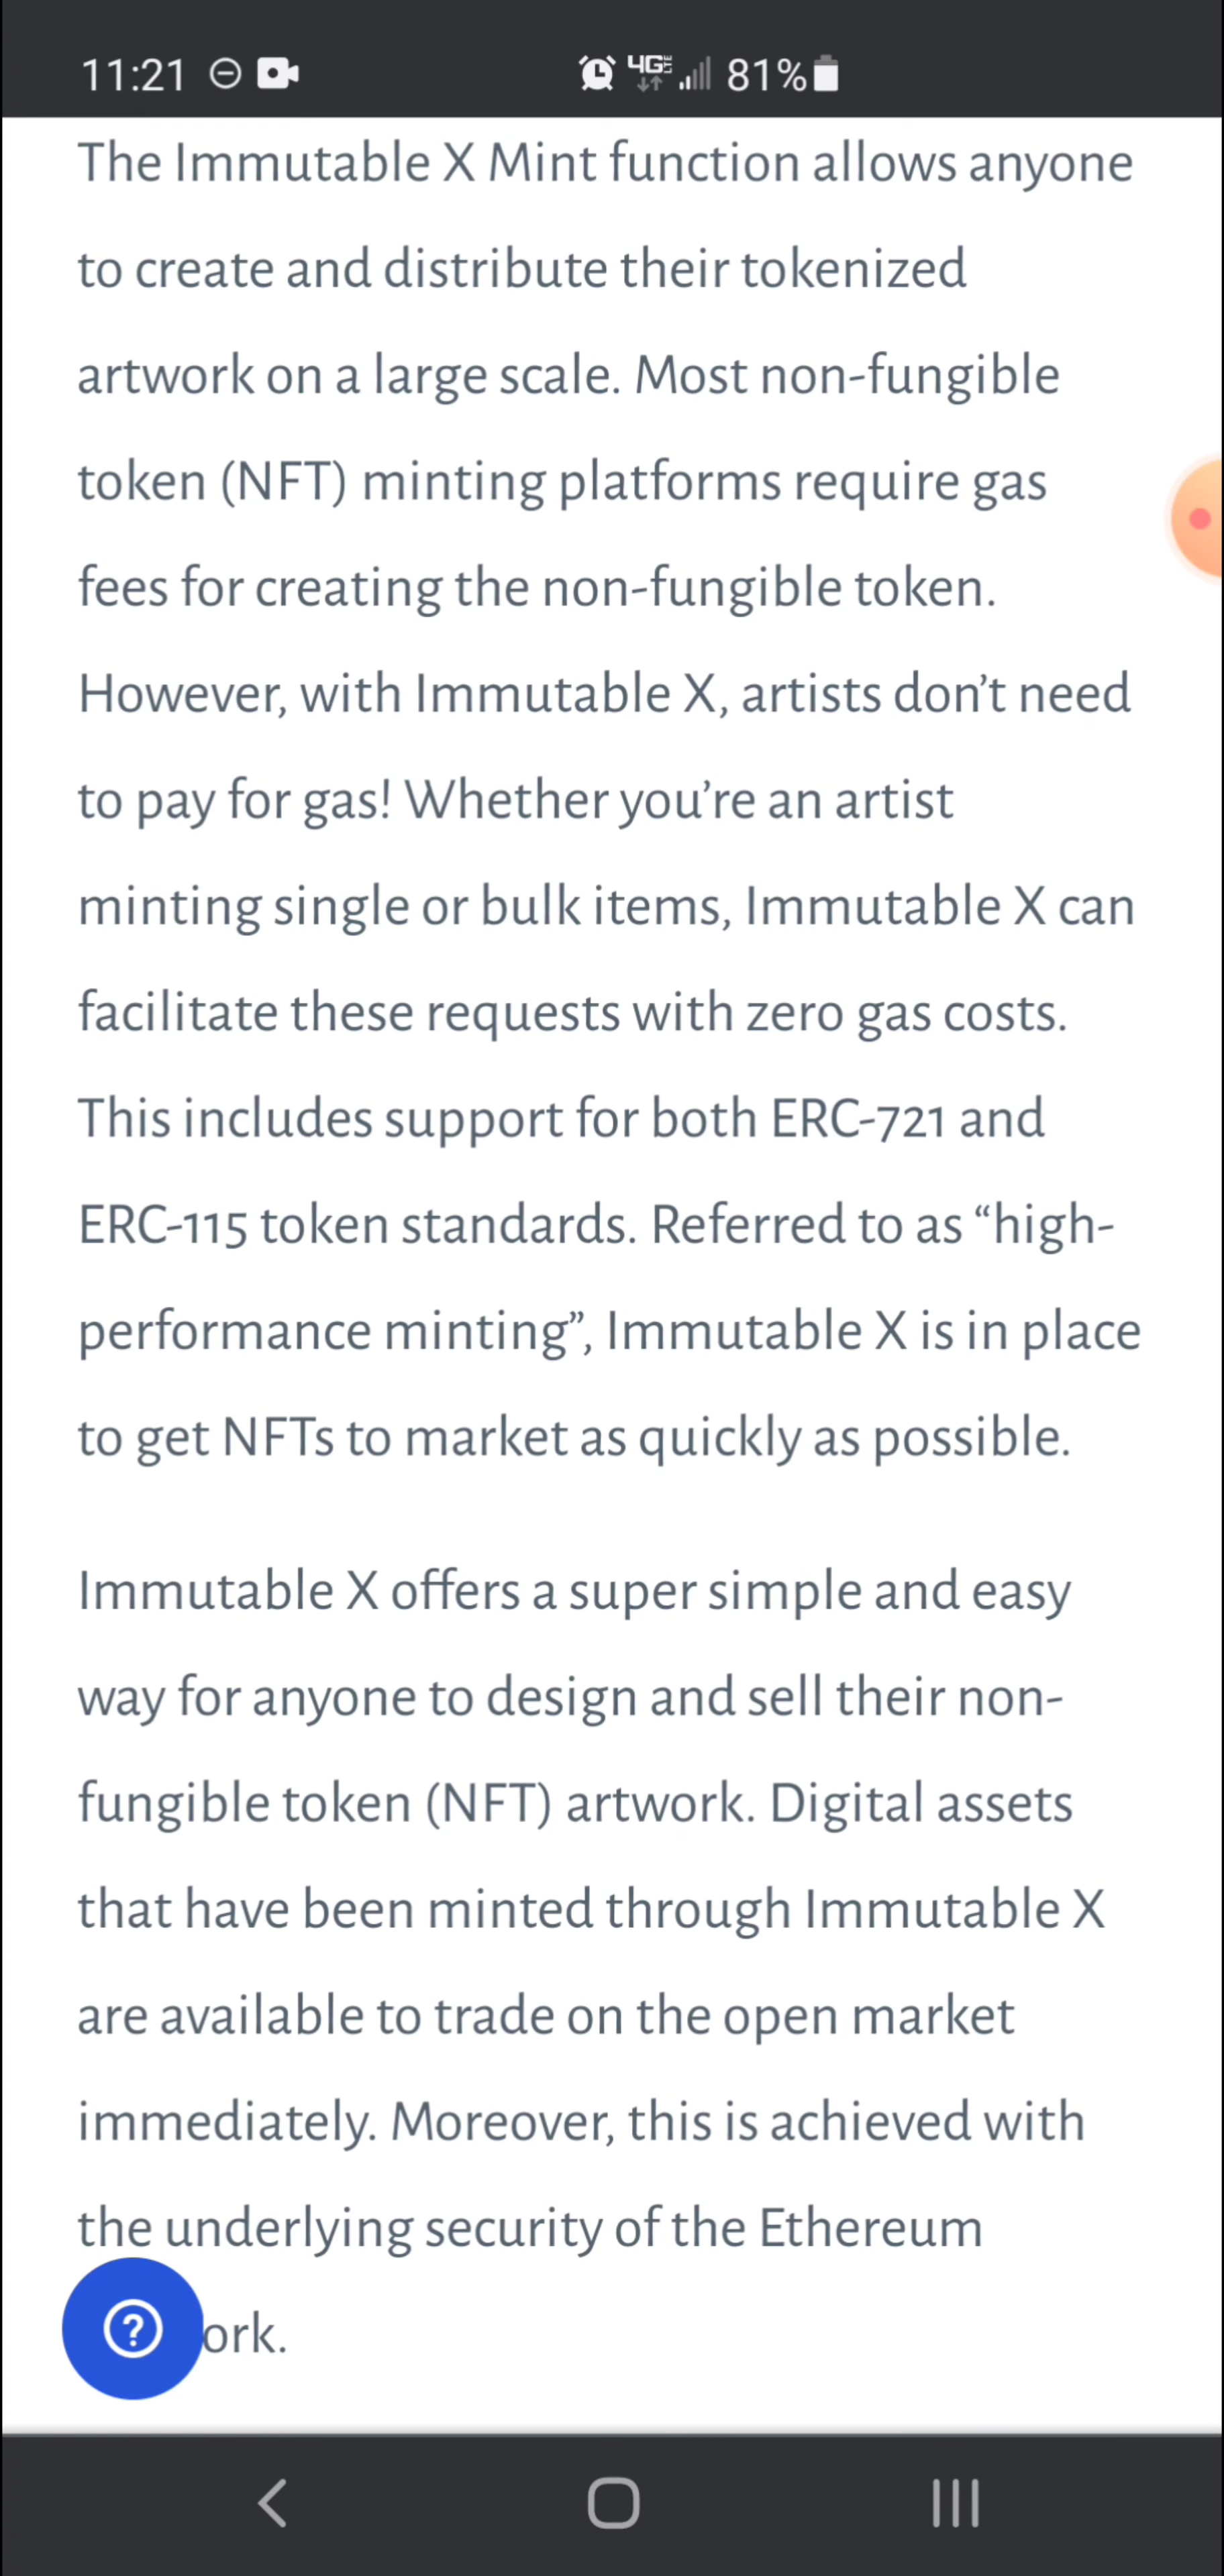 11:21 4G LTE 81%
The Immutable X Mint function allows anyone
to create and distribute their tokenized
artwork on a large scale. Most non-fungible
token (NFT) minting platforms require gas
fees for creating the non-fungible token.
However, with Immutable X, artists don’t need
to pay for gas! Whether you’re an artist
minting single or bulk items, Immutable X can
facilitate these requests with zero gas costs.
This includes support for both ERC-721 and
ERC-115 token standards. Referred to as “high-
performance minting”, Immutable X is in place
to get NFTs to market as quickly as possible.
Immutable X offers a super simple and easy
way for anyone to design and sell their non-
fungible token (NFT) artwork. Digital assets
that have been minted through Immutable X
are available to trade on the open market
immediately. Moreover, this is achieved with
the underlying security of the Ethereum
ork.